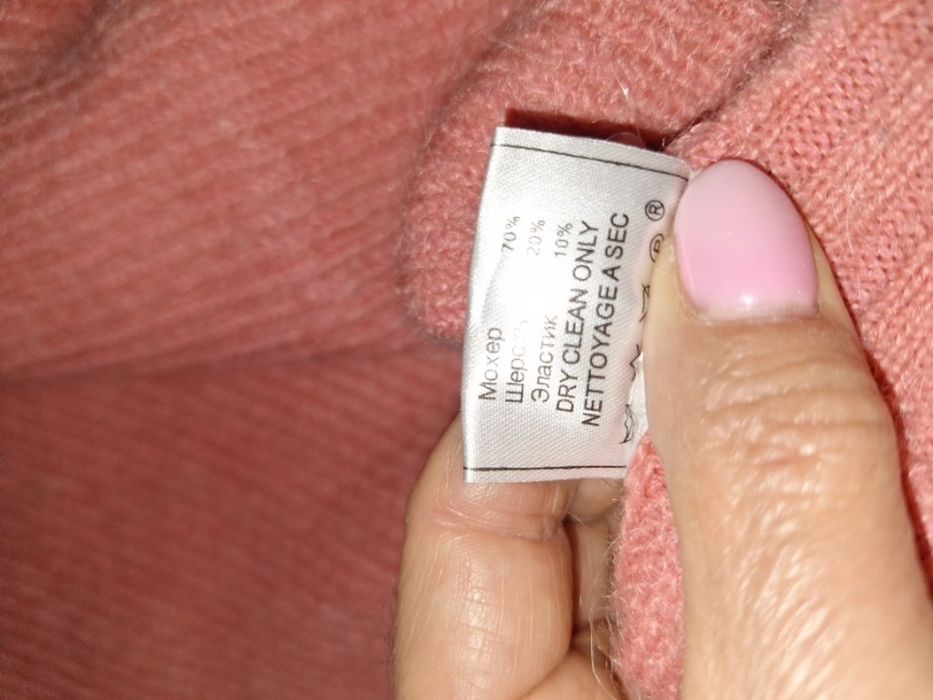 Мохер 70%
Шерсть 20%
Эластик 10%
DRY CLEAN ONLY
NETTOYAGE A SEC